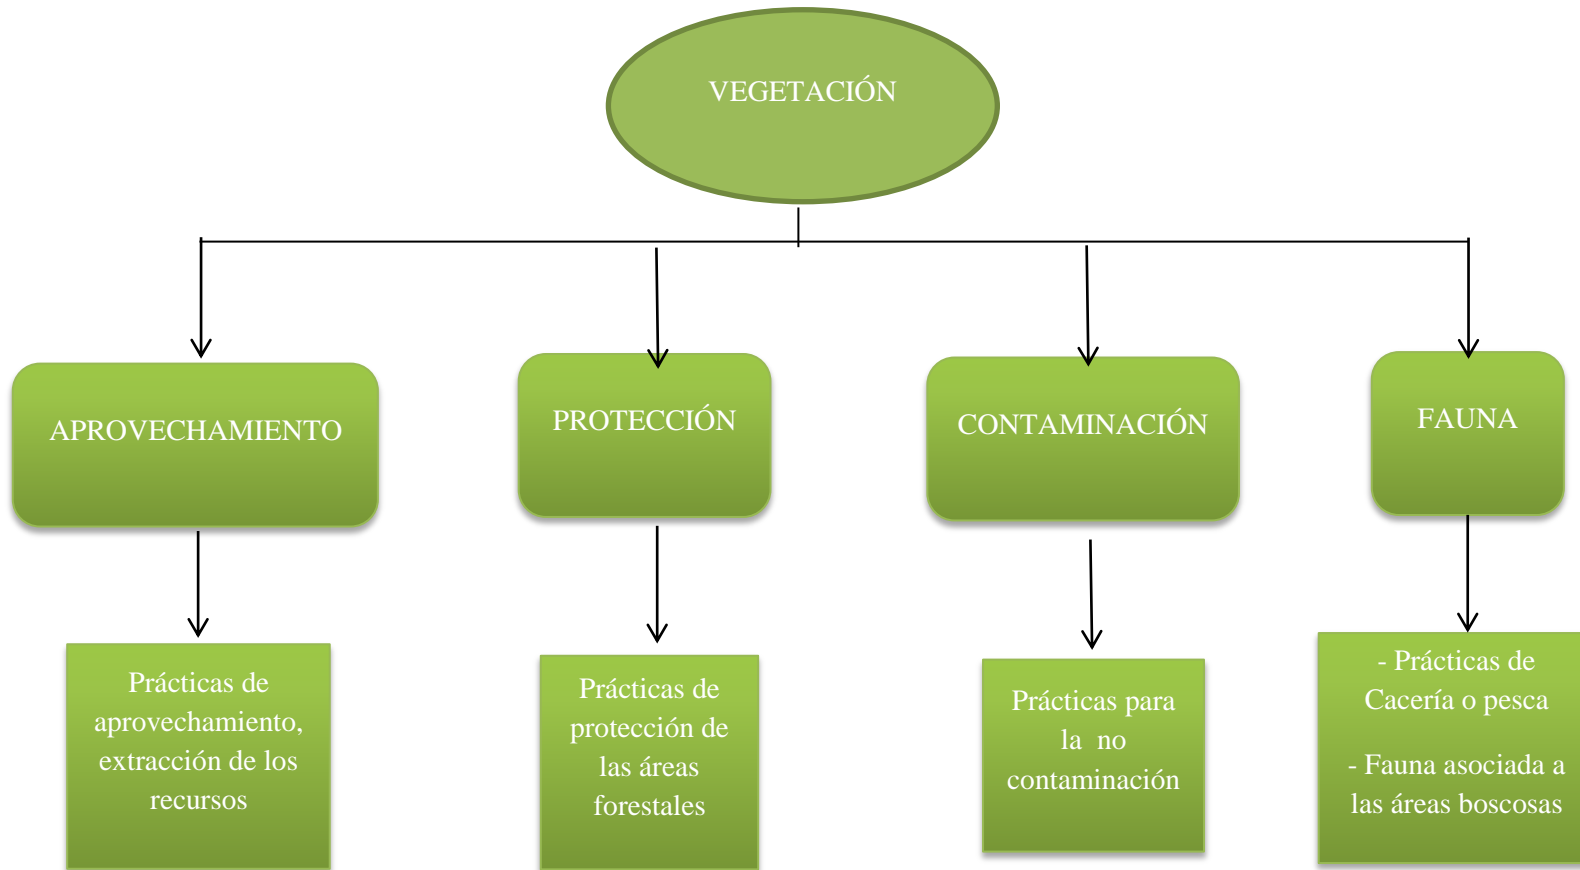 VEGETACIÓN
APROVECHAMIENTO
PROTECCIÓN
CONTAMINACIÓN
FAUNA
Prácticas de
aprovechamiento,
extracción de los
recursos
Prácticas de
protección de
las áreas
forestales
Prácticas para
la no
contaminación
- Prácticas de
Cacería o pesca
- Fauna asociada a
las áreas boscosas